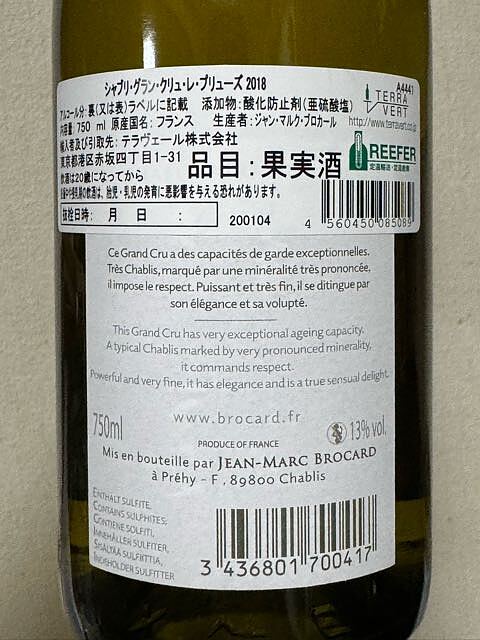 シャブリ・グラン・クリュ・レ・プリューズ 2018
アルコール分：裏(又は表)ラベルに記載 添加物：酸化防止剤(亜硫酸塩)
内容量：750 ml 原産国名：フランス 生産者：ジャン・マルク・ブロカール
輸入者及び引取先：テラヴェール株式会社
東京都港区赤坂四丁目1-31
飲酒は20歳になってから
妊娠中や授乳期の飲酒は、胎児・乳児の発育に悪影響を与える恐れがあります。
品目：果実酒
A4441
TERRA
VERT
http://www.terravert.co.jp
REEFER
定温輸送・定温倉庫
抜栓日時： 月 日 ：
200104
4 560450 085089
Ce Grand Cru a des capacités de garde exceptionnelles.
Très Chablis, marqué par une minéralité très prononcée,
il impose le respect. Puissant et très fin, il se distingue par
son élégance et sa volupté.
This Grand Cru has very exceptional ageing capacity.
A typical Chablis marked by very pronounced minerality,
it commands respect.
Powerful and very fine, it has elegance and is a true sensual delight.
www.brocard.fr
750ml
13% vol.
PRODUCE OF FRANCE
Mis en bouteille par JEAN-MARC BROCARD
à Préhy - F . 89800 Chablis
ENTHÄLT SULFITE,
CONTAINS SULPHITES,
CONTIENE SOLFITI,
INNEHÅLLER SULFITER,
SISÄLTÄÄ SULFIITTIA,
INDEHOLDER SULFITTER
3 436801 700417